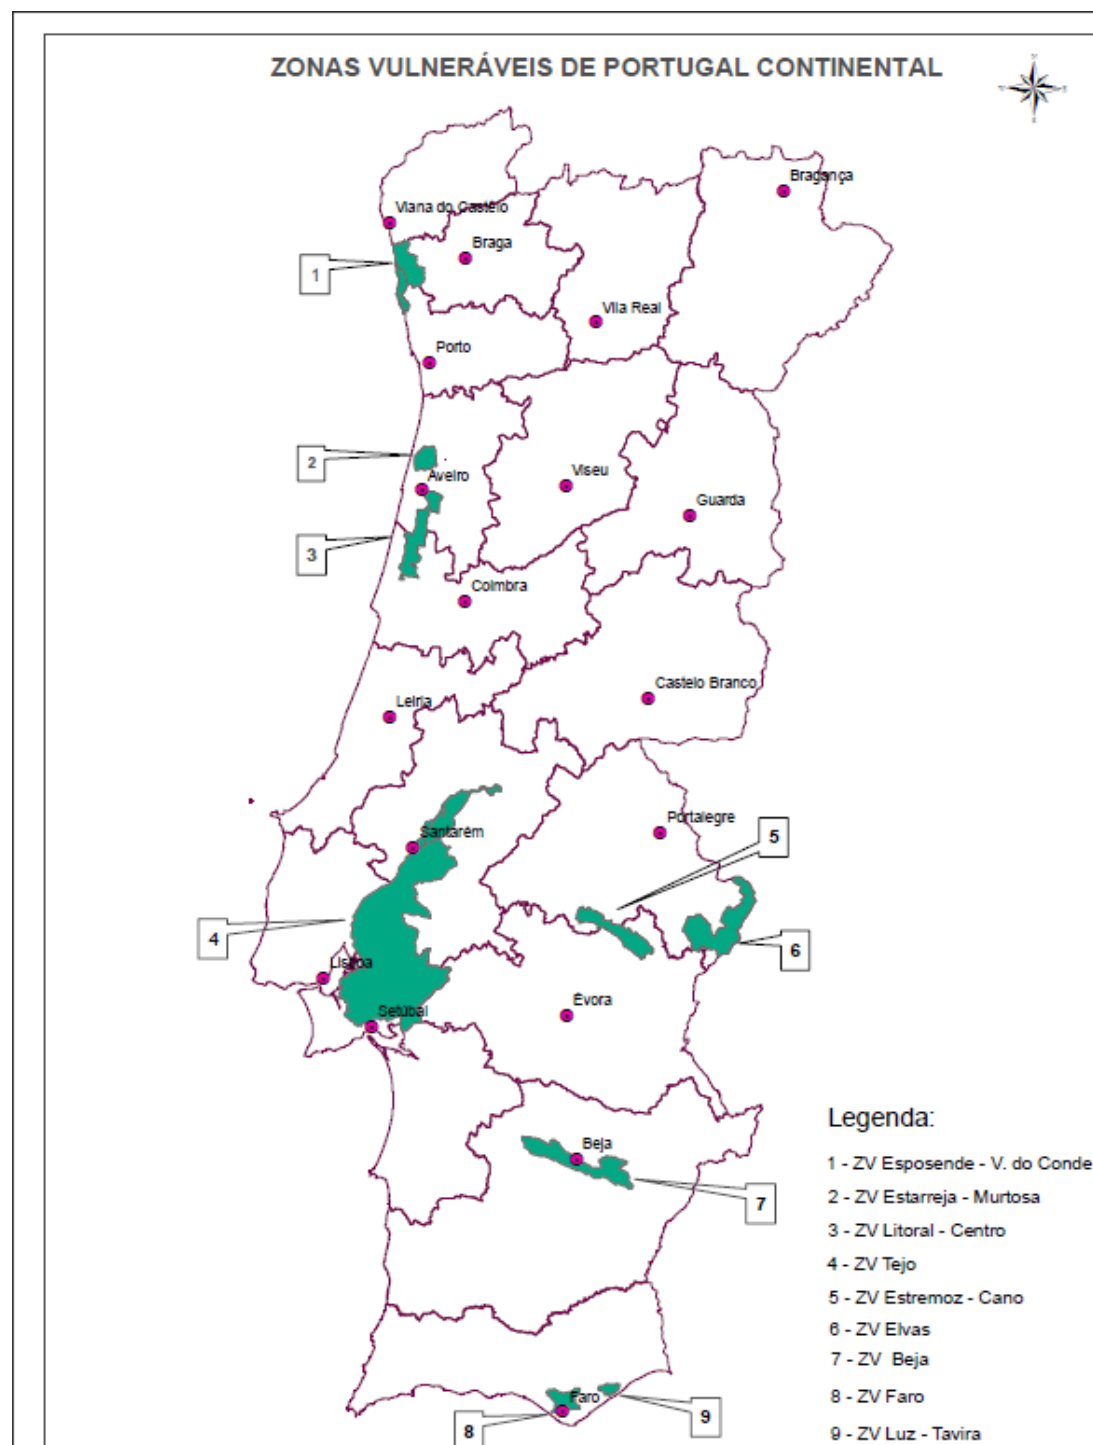 ZONAS VULNERÁVEIS DE PORTUGAL CONTINENTAL
Bragança
Viana do Castelo
Braga
1
Vila Real
Porto
2
Aveiro
Viseu
Guarda
3
Coimbra
Castelo Branco
Leiria
Portalegre
Santarém
5
4
6
Lisboa
Setúbal
Évora
Legenda:
Beja
1 - ZV Esposende - V. do Conde
7
2 - ZV Estarreja - Murtosa
3 - ZV Litoral - Centro
4 - ZV Tejo
5 - ZV Estremoz - Cano
6 - ZV Elvas
7 - ZV Beja
8 - ZV Faro
9 - ZV Luz - Tavira
Faro
8
9